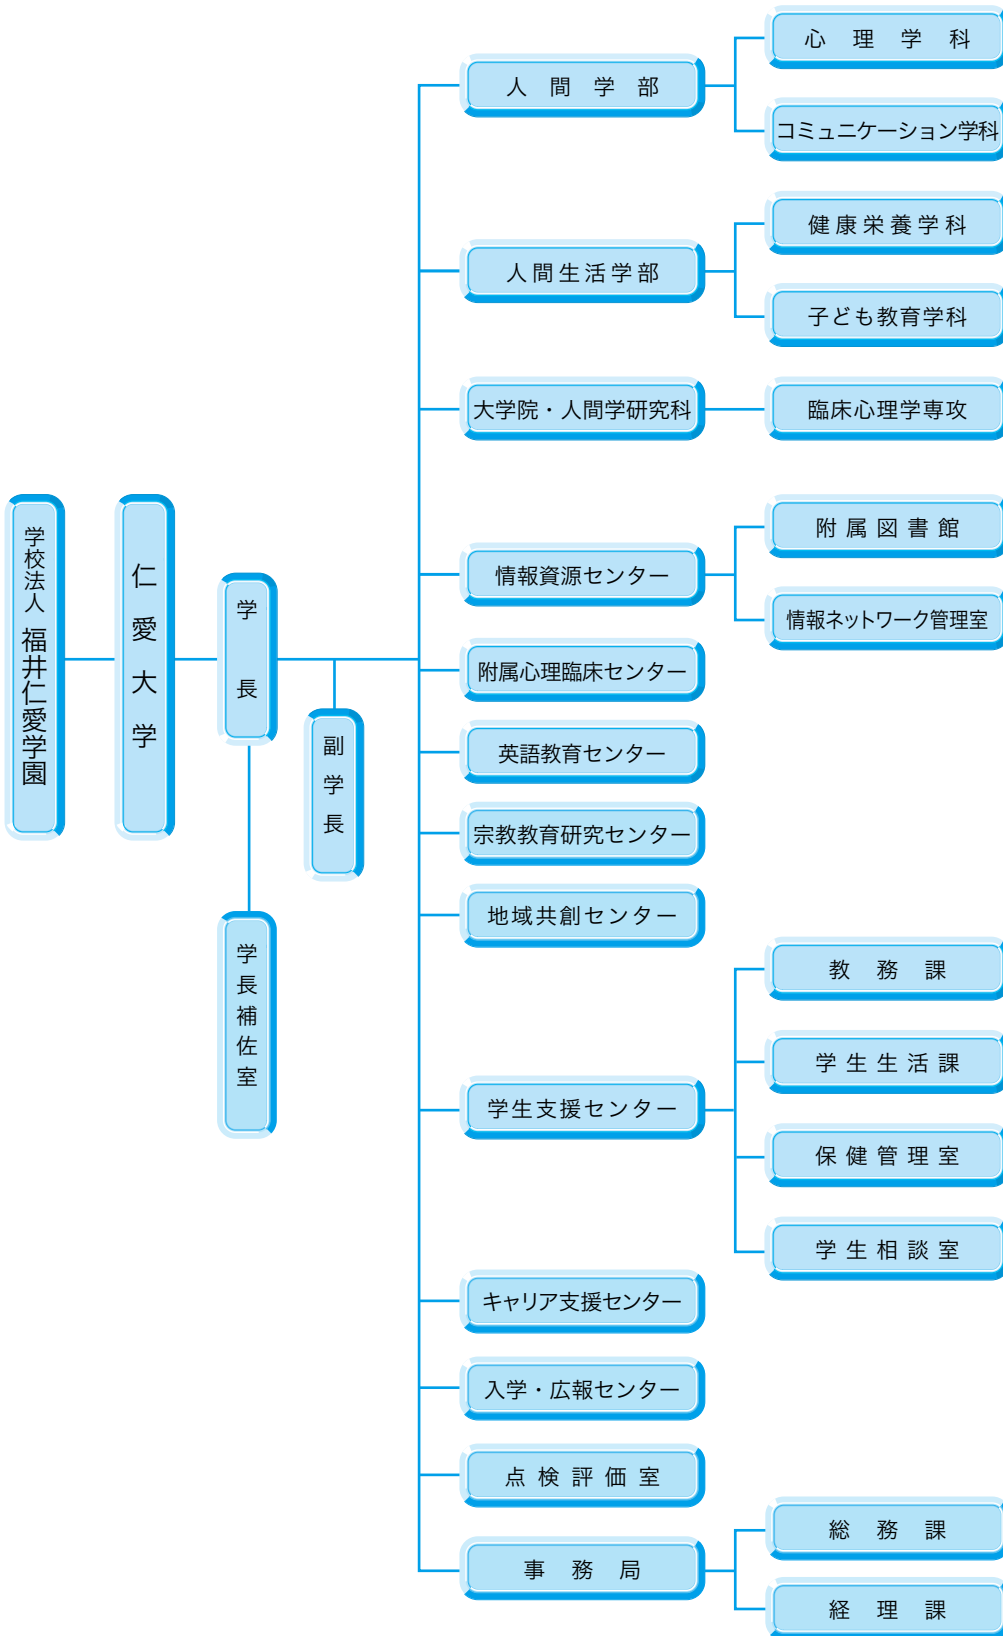 学校法人 福井仁愛学園
仁愛大学
学長
副学長
学長補佐室
人間学部
心理学科
コミュニケーション学科
人間生活学部
健康栄養学科
子ども教育学科
大学院・人間学研究科
臨床心理学専攻
情報資源センター
附属図書館
情報ネットワーク管理室
附属心理臨床センター
英語教育センター
宗教教育研究センター
地域共創センター
学生支援センター
教務課
学生生活課
保健管理室
学生相談室
キャリア支援センター
入学・広報センター
点検評価室
事務局
総務課
経理課